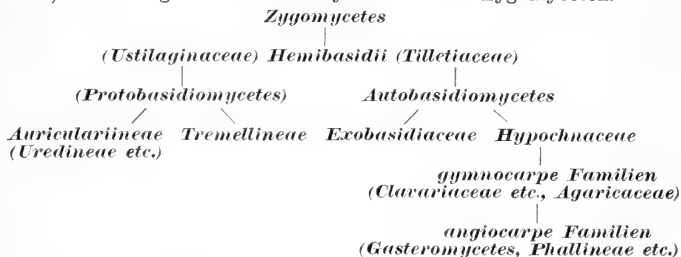 Zygomycetes
(Ustilaginaceae) Hemibasidii (Tilletiaceae)
(Protobasidiomycetes) Autobasidiomycetes
Auriculariineae Tremellineae Exobasidiaceae Hypochnaceae
(Uredineae etc.)
gymnocarpe Familien
(Clavariaceae etc., Agaricaceae)
angiocarpe Familien
(Gasteromycetes, Phallineae etc.)